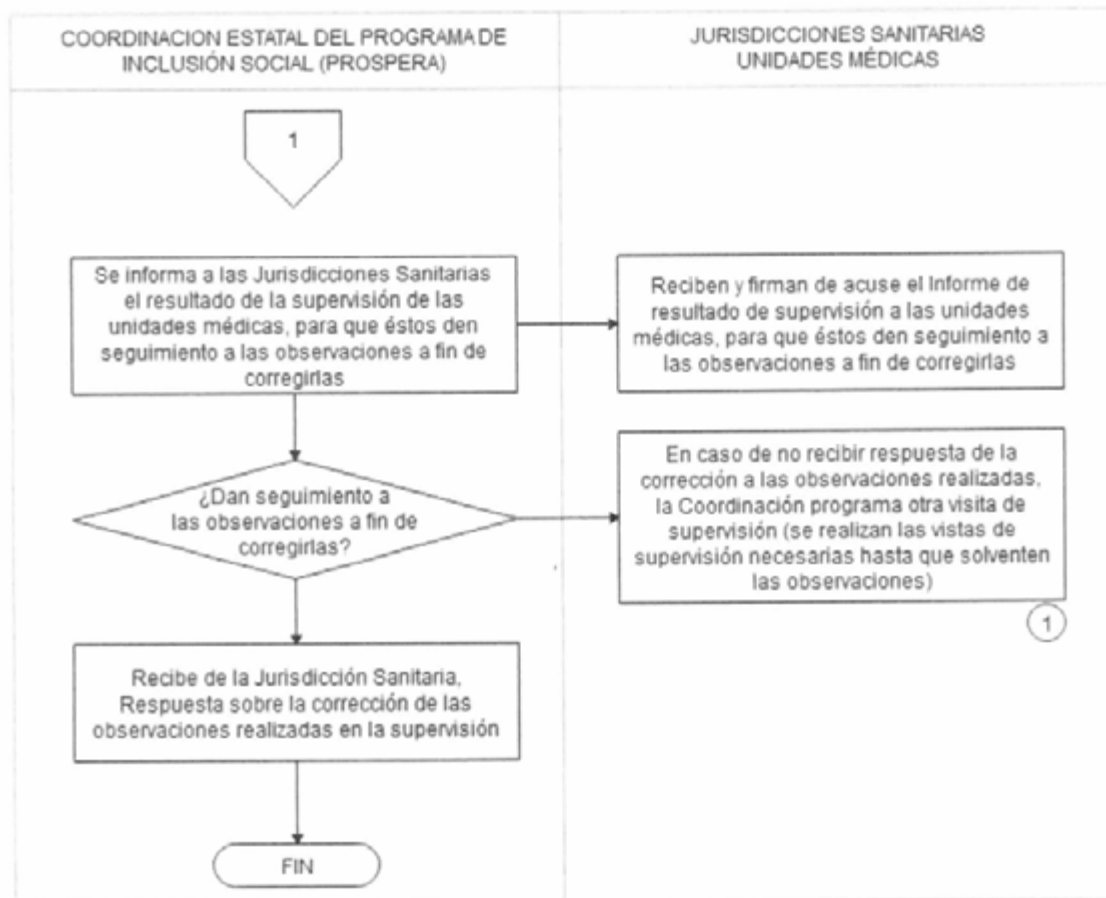 COORDINACION ESTATAL DEL PROGRAMA DE
INCLUSIÓN SOCIAL (PROSPERA)
JURISDICCIONES SANITARIAS
UNIDADES MÉDICAS
1
Se informa a las Jurisdicciones Sanitarias
el resultado de la supervisión de las
unidades médicas, para que éstos den
seguimiento a las observaciones a fin de
corregirlas
Reciben y firman de acuse el Informe de
resultado de supervisión a las unidades
médicas, para que éstos den seguimiento a
las observaciones a fin de corregirlas
¿Dan seguimiento a
las observaciones a fin de
corregirlas?
En caso de no recibir respuesta de la
corrección a las observaciones realizadas,
la Coordinación programa otra visita de
supervisión (se realizan las vistas de
supervisión necesarias hasta que solventen
las observaciones)
1
Recibe de la Jurisdicción Sanitaria,
Respuesta sobre la corrección de las
observaciones realizadas en la supervisión
FIN